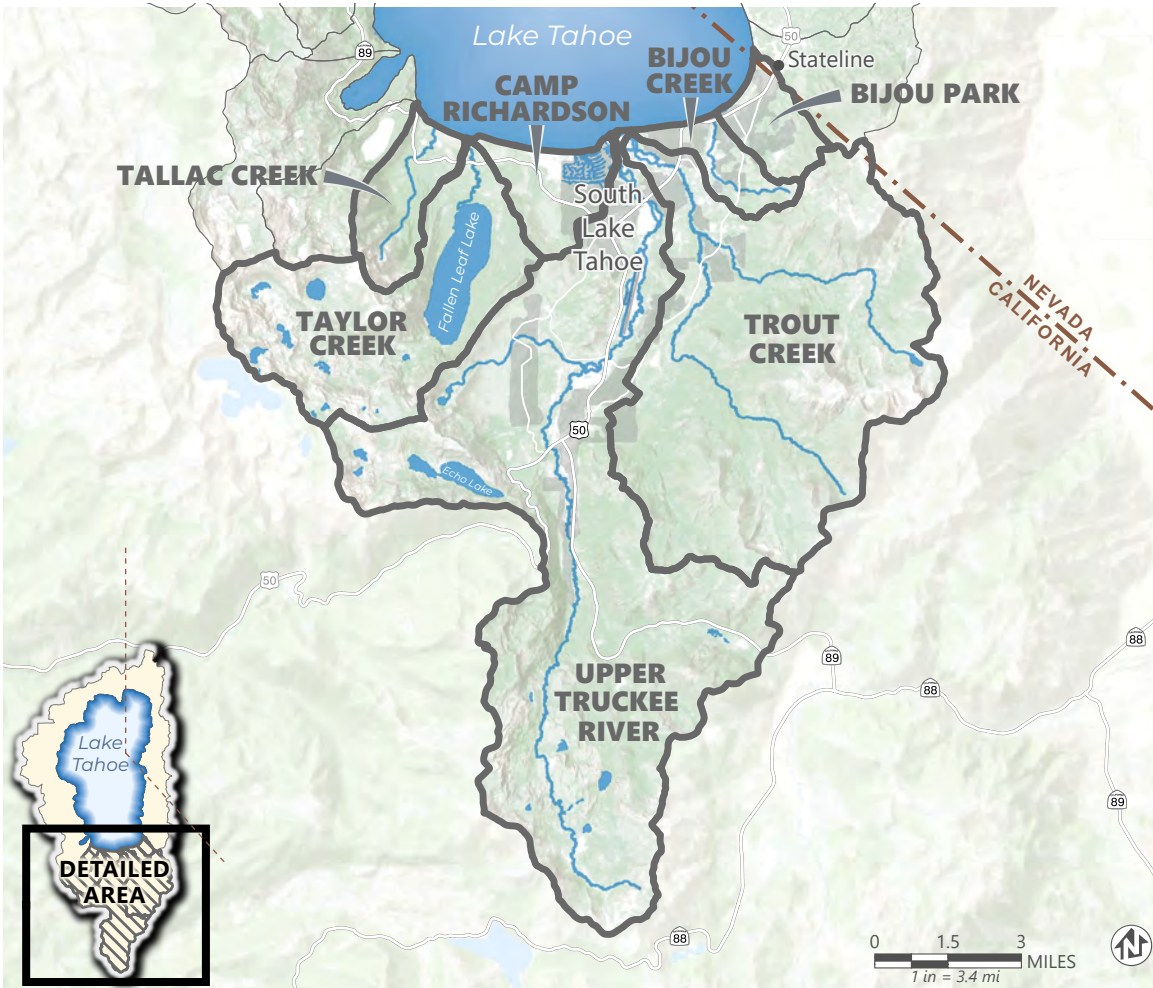 Lake Tahoe
50
89
Stateline
BIJOU
CREEK
CAMP
RICHARDSON
BIJOU PARK
TALLAC CREEK
South
Lake
Tahoe
Fallen Leaf Lake
NEVADA
CALIFORNIA
TAYLOR
CREEK
TROUT
CREEK
50
Echo Lake
50
UPPER
TRUCKEE
RIVER
88
89
88
Lake
Tahoe
89
DETAILED
AREA
88
0 1.5 3
MILES
1 in = 3.4 mi
N